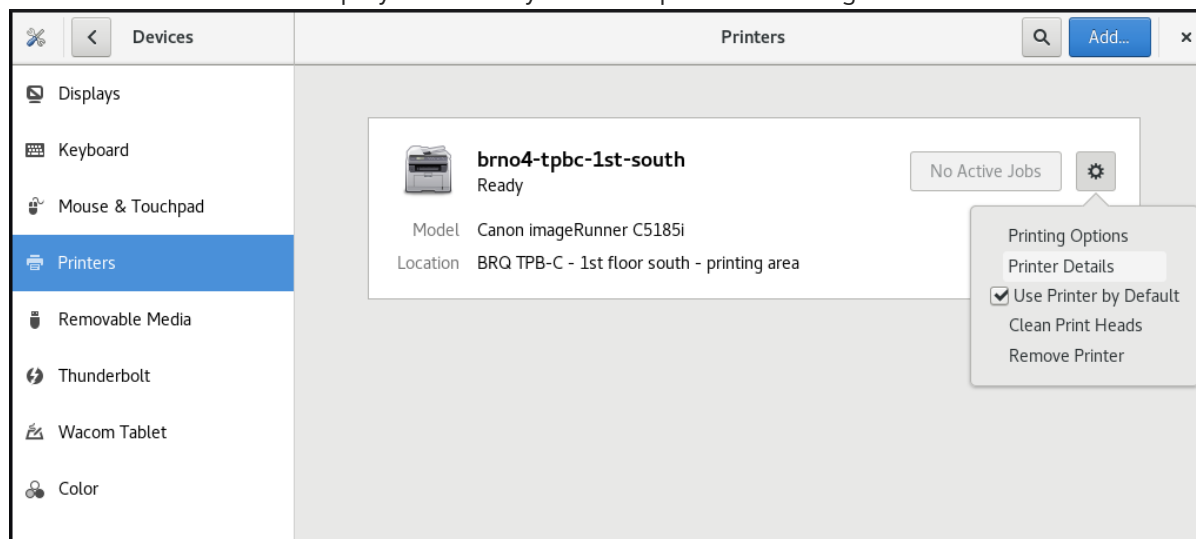 Devices
Printers
Add...
Displays
Keyboard
Mouse & Touchpad
Printers
Removable Media
Thunderbolt
Wacom Tablet
Color
brno4-tpbc-1st-south
Ready
No Active Jobs
Model Canon imageRunner C5185i
Location BRQ TPB-C - 1st floor south - printing area
Printing Options
Printer Details
Use Printer by Default
Clean Print Heads
Remove Printer